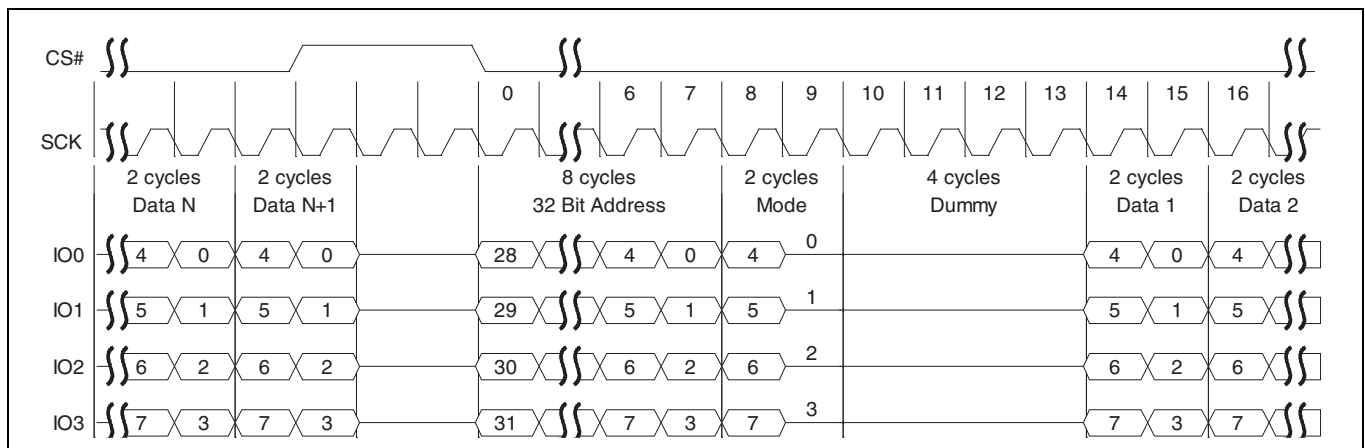 CS#
0 6 7 8 9 10 11 12 13 14 15 16
SCK
2 cycles 2 cycles 8 cycles 2 cycles 4 cycles 2 cycles 2 cycles
Data N Data N+1 32 Bit Address Mode Dummy Data 1 Data 2
IO0 4 0 4 0 28 4 0 4 0 4 0 4
IO1 5 1 5 1 29 5 1 5 1 5 1 5
IO2 6 2 6 2 30 6 2 6 2 6 2 6
IO3 7 3 7 3 31 7 3 7 3 7 3 7